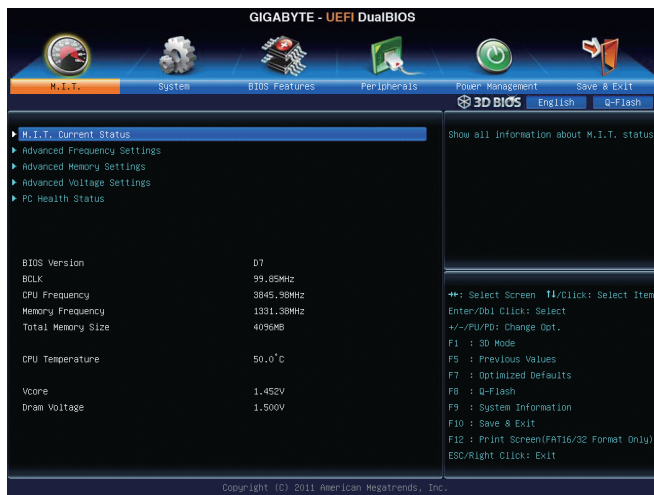 GIGABYTE - UEFI DualBIOS
M.I.T. System BIOS Features Peripherals Power Management Save & Exit
3D BIOS English Q-Flash
M.I.T. Current Status
Advanced Frequency Settings
Advanced Memory Settings
Advanced Voltage Settings
PC Health Status
BIOS Version D7
BCLK 99.85MHz
CPU Frequency 3845.98MHz
Memory Frequency 1331.38MHz
Total Memory Size 4096MB
CPU Temperature 50.0°C
Vcore 1.452V
Dram Voltage 1.500V
Show all information about M.I.T. status
→←: Select Screen ↑↓/Click: Select Item
Enter/Dbl Click: Select
+/-/PU/PD: Change Opt.
F1 : 3D Mode
F5 : Previous Values
F7 : Optimized Defaults
F8 : Q-Flash
F9 : System Information
F10 : Save & Exit
F12 : Print Screen(FAT16/32 Format Only)
ESC/Right Click: Exit
Copyright (C) 2011 American Megatrends, Inc.